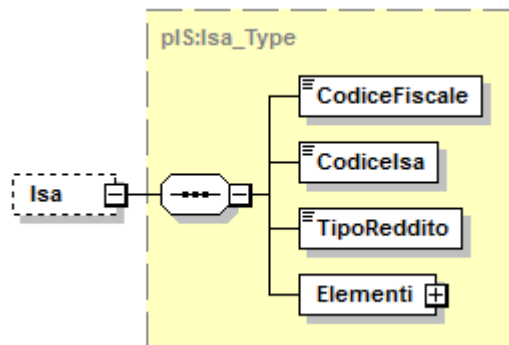 pIS:Isa_Type
CodiceFiscale
CodiceIsa
Isa
TipoReddito
Elementi